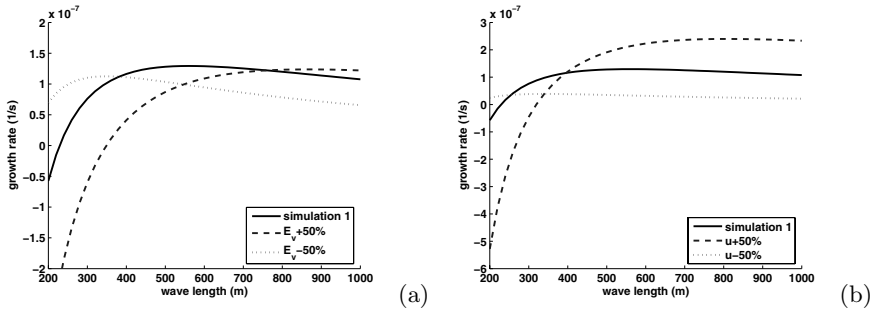 x 10⁻⁷
2
1.5
1
0.5
0
−0.5
−1
−1.5
−2
growth rate (1/s)
200 300 400 500 600 700 800 900 1000
wave length (m)
simulation 1
E_v+50%
E_v−50%
(a)
x 10⁻⁷
3
2
1
0
−1
−2
−3
−4
−5
−6
growth rate (1/s)
200 300 400 500 600 700 800 900 1000
wave length (m)
simulation 1
u+50%
u−50%
(b)